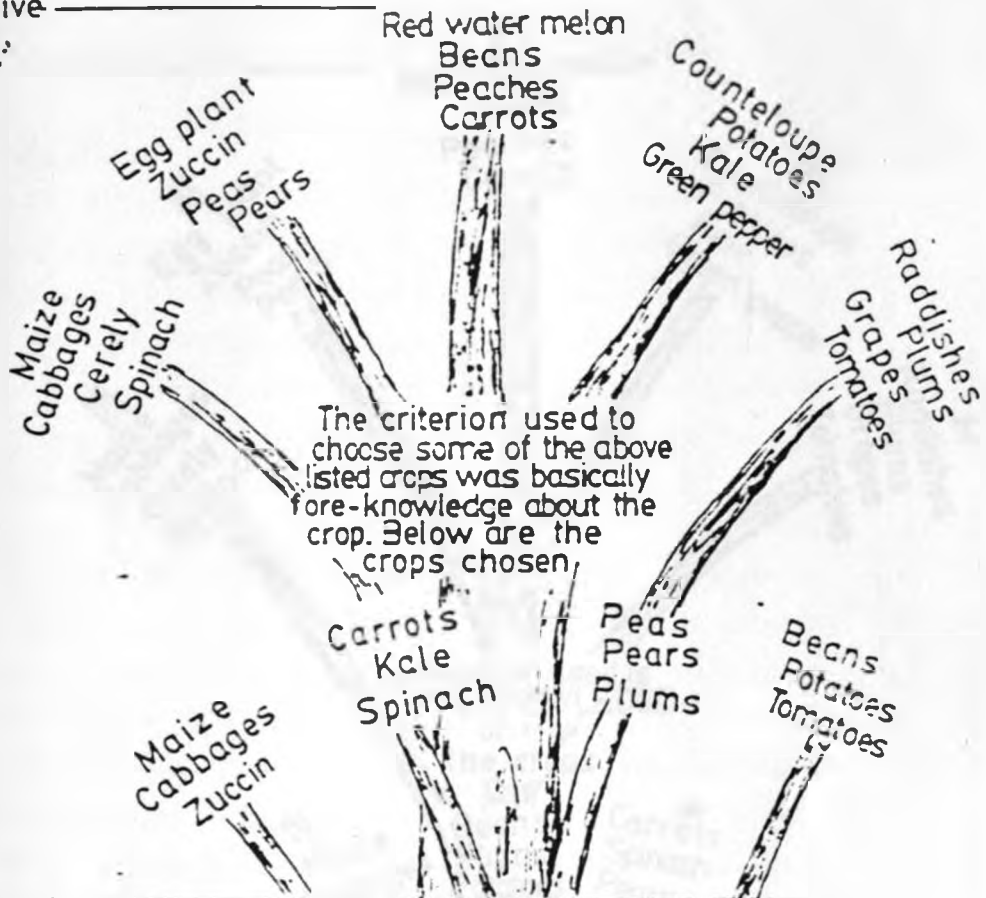 ive
Red water melon
Beans
Peaches
Carrots
Egg plant
Zuccin
Peas
Pears
Counteloupe
Potatoes
Kale
Green pepper
Maize
Cabbages
Cerely
Spinach
Raddishes
Plums
Grapes
Tomatoes
The criterion used to
choose some of the above
listed crops was basically
fore-knowledge about the
crop. Below are the
crops chosen
Carrots
Kale
Spinach
Peas
Pears
Plums
Beans
Potatoes
Tomatoes
Maize
Cabbages
Zuccin